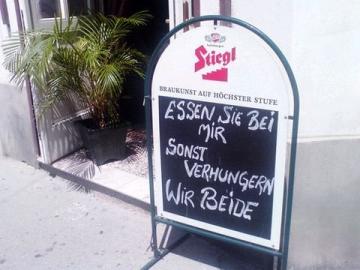 Stiegl
BRAUKUNST AUF HÖCHSTER STUFE
ESSEN SIE BEI
MIR
SONST
VERHUNGERN
WIR BEIDE